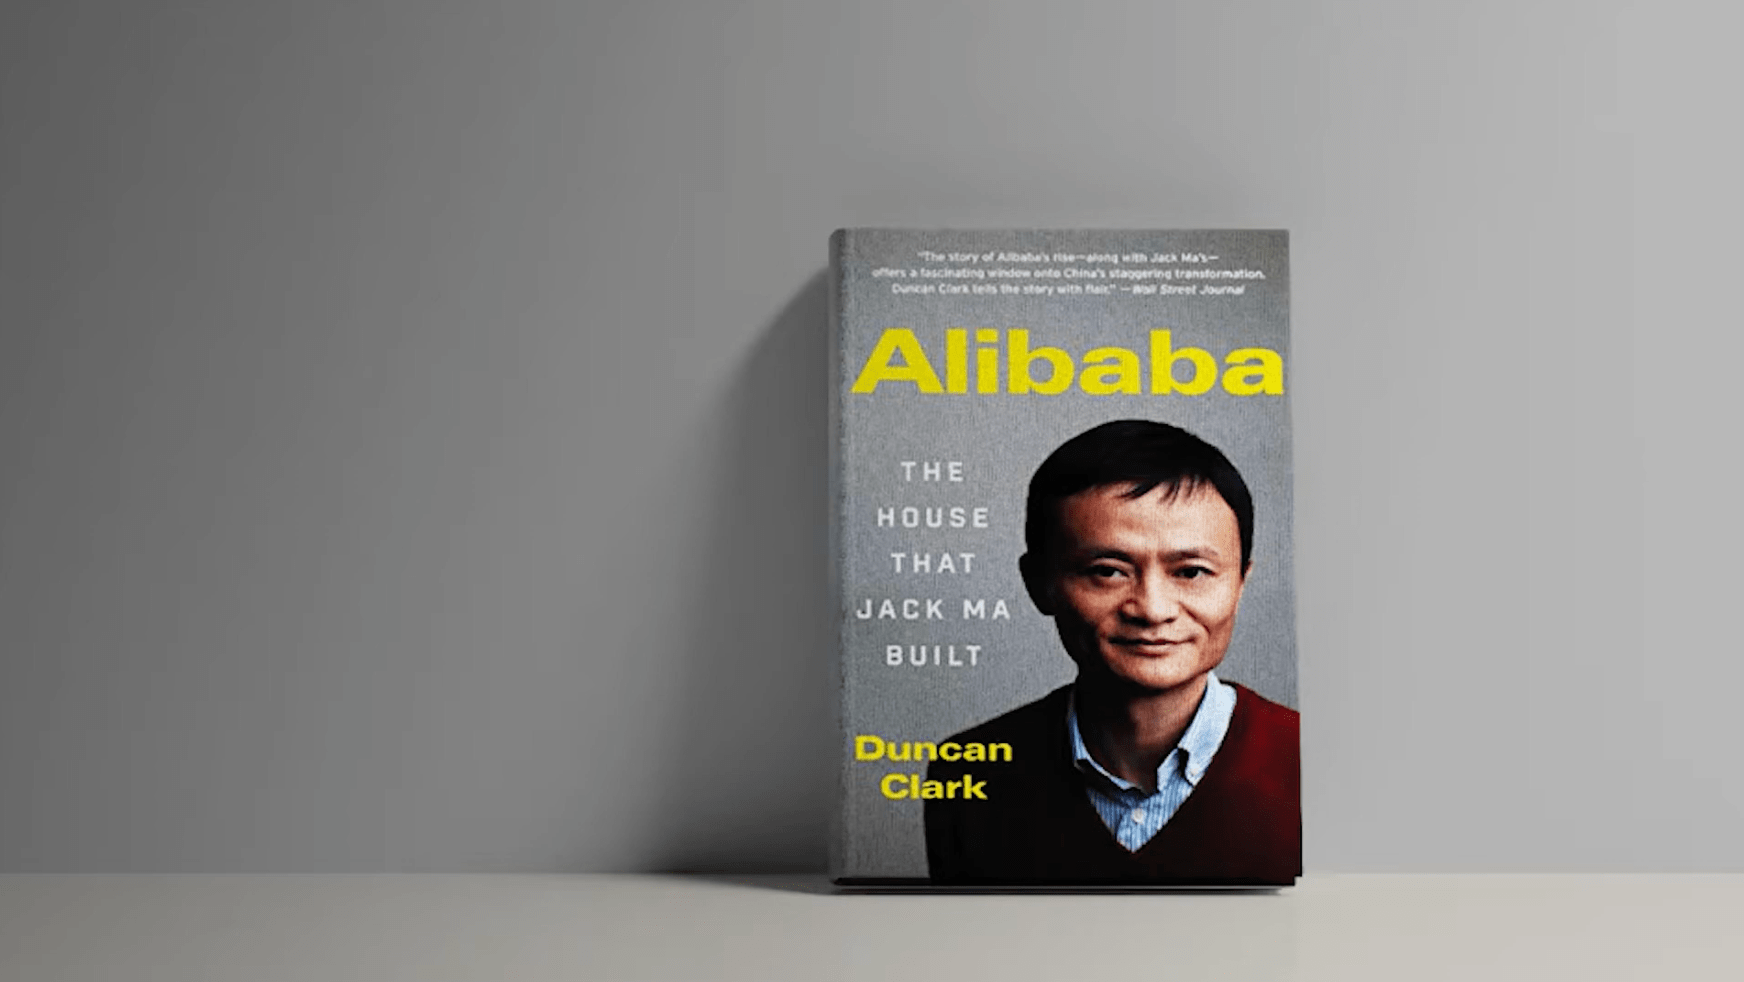 "The story of Alibaba's rise—along with Jack Ma's—
offers a fascinating window onto China's staggering transformation.
Duncan Clark tells the story with flair." —Wall Street Journal
Alibaba
THE
HOUSE
THAT
JACK MA
BUILT
Duncan
Clark